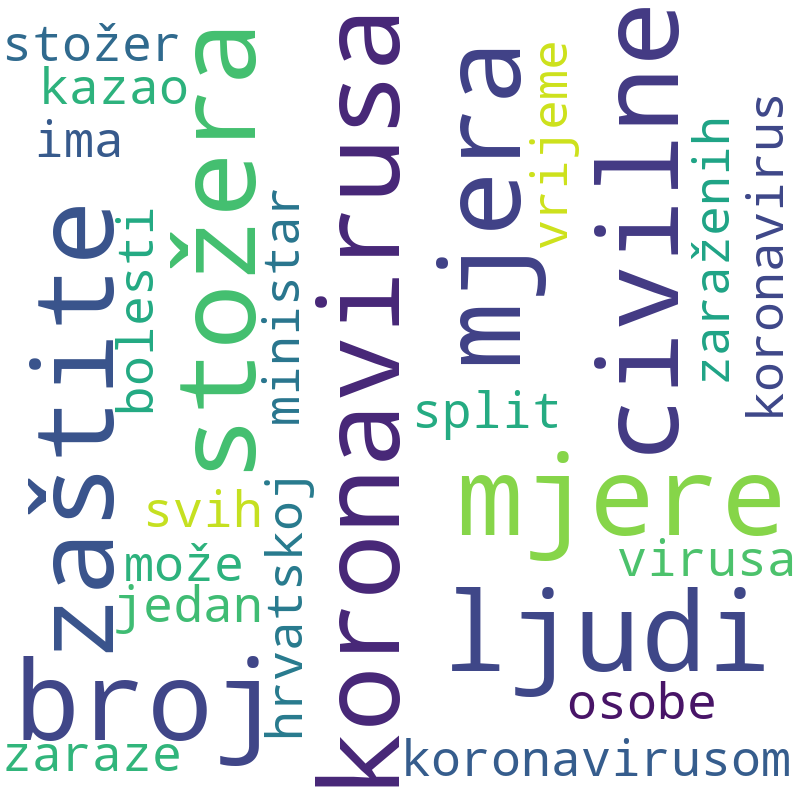 stožer
kazao
ima
zaštite
bolesti
stožera
ministar
koronavirusa
mjera
vrijeme
civilne
zaraženih
koronavirus
split
mjere
svih
hrvatskoj
može
virusa
jedan
ljudi
broj
osobe
zaraze
koronavirusom